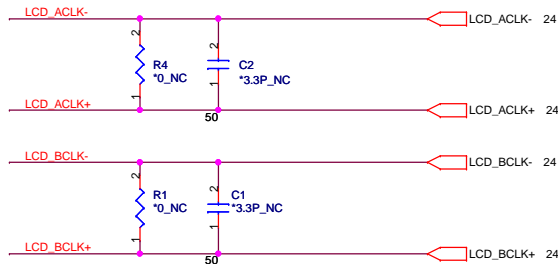 LCD_ACLK- LCD_ACLK- 24
2 2
R4 C2
*0_NC *3.3P_NC
1 1
LCD_ACLK+ LCD_ACLK+ 24
50
LCD_BCLK- LCD_BCLK- 24
2 2
R1 C1
*0_NC *3.3P_NC
1 1
LCD_BCLK+ LCD_BCLK+ 24
50